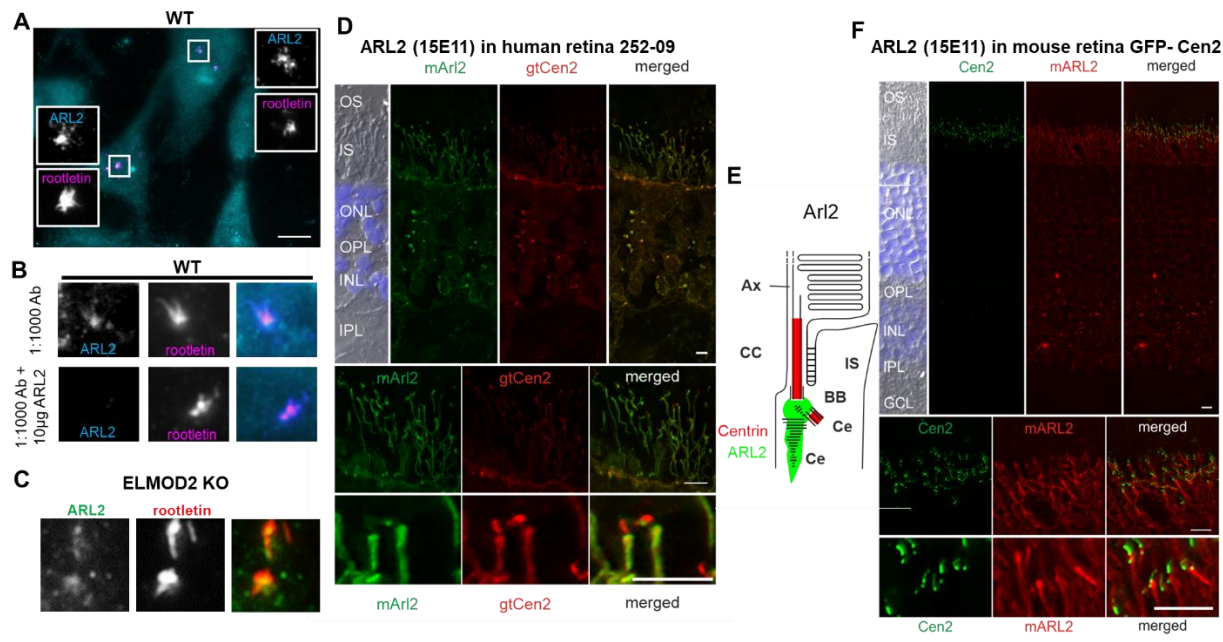 A
WT
ARL2
rootletin
ARL2
rootletin
B
WT
1:1000 Ab
ARL2
rootletin
1:1000 Ab +
10µg ARL2
ARL2
rootletin
C
ELMOD2 KO
ARL2
rootletin
D
ARL2 (15E11) in human retina 252-09
mArl2
gtCen2
merged
OS
IS
ONL
OPL
INL
IPL
mArl2
gtCen2
merged
mArl2
gtCen2
merged
E
Arl2
Ax
CC
IS
BB
Ce
Centrin
ARL2
Ce
F
ARL2 (15E11) in mouse retina GFP- Cen2
Cen2
mARL2
merged
OS
IS
ONL
OPL
INL
IPL
GCL
Cen2
mARL2
merged
Cen2
mARL2
merged